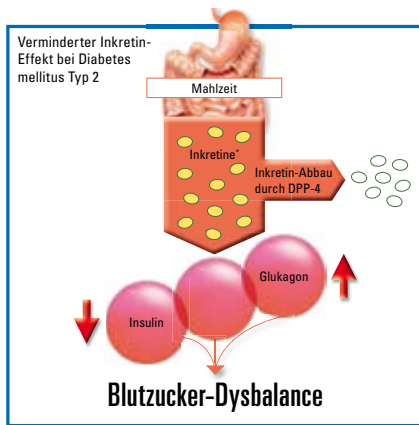 Verminderter Inkretin-
Effekt bei Diabetes
mellitus Typ 2
Mahlzeit
Inkretine*
Inkretin-Abbau
durch DPP-4
Glukagon
Insulin
Blutzucker-Dysbalance